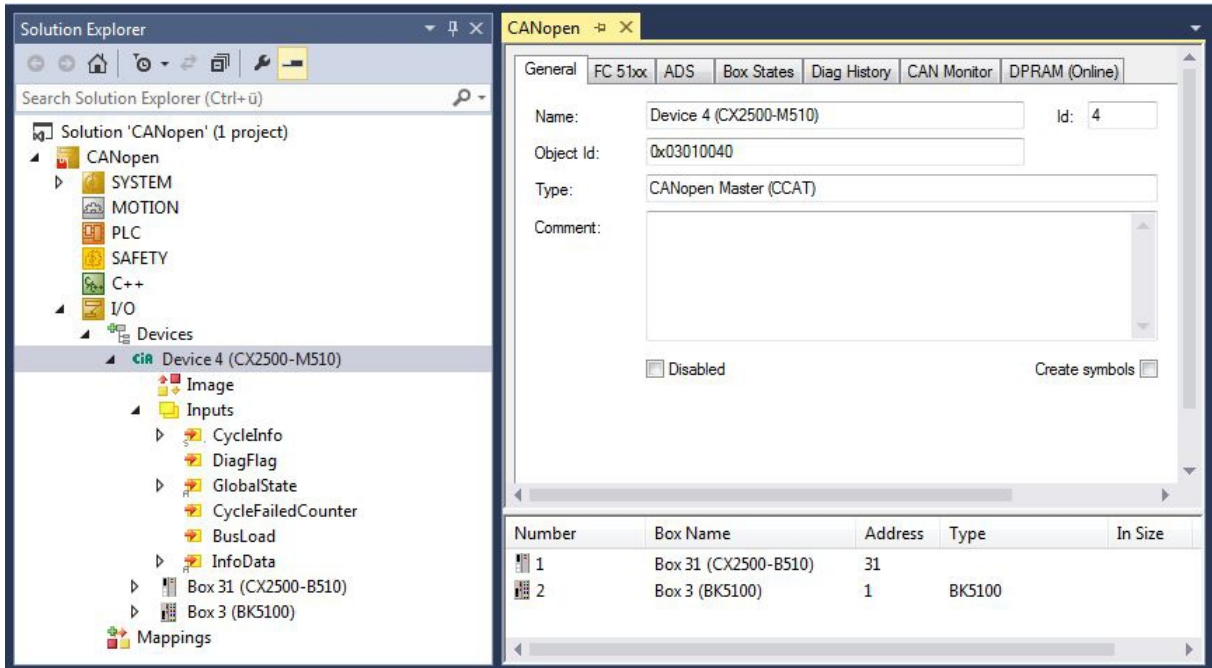 Solution Explorer
Search Solution Explorer (Ctrl+ü)
Solution 'CANopen' (1 project)
CANopen
SYSTEM
MOTION
PLC
SAFETY
C++
I/O
Devices
CiA Device 4 (CX2500-M510)
Image
Inputs
CycleInfo
DiagFlag
GlobalState
CycleFailedCounter
BusLoad
InfoData
Box 31 (CX2500-B510)
Box 3 (BK5100)
Mappings
CANopen
General FC 51xx ADS Box States Diag History CAN Monitor DPRAM (Online)
Name: Device 4 (CX2500-M510) Id: 4
Object Id: 0x03010040
Type: CANopen Master (CCAT)
Comment:
Disabled Create symbols
Number Box Name Address Type In Size
1 Box 31 (CX2500-B510) 31
2 Box 3 (BK5100) 1 BK5100